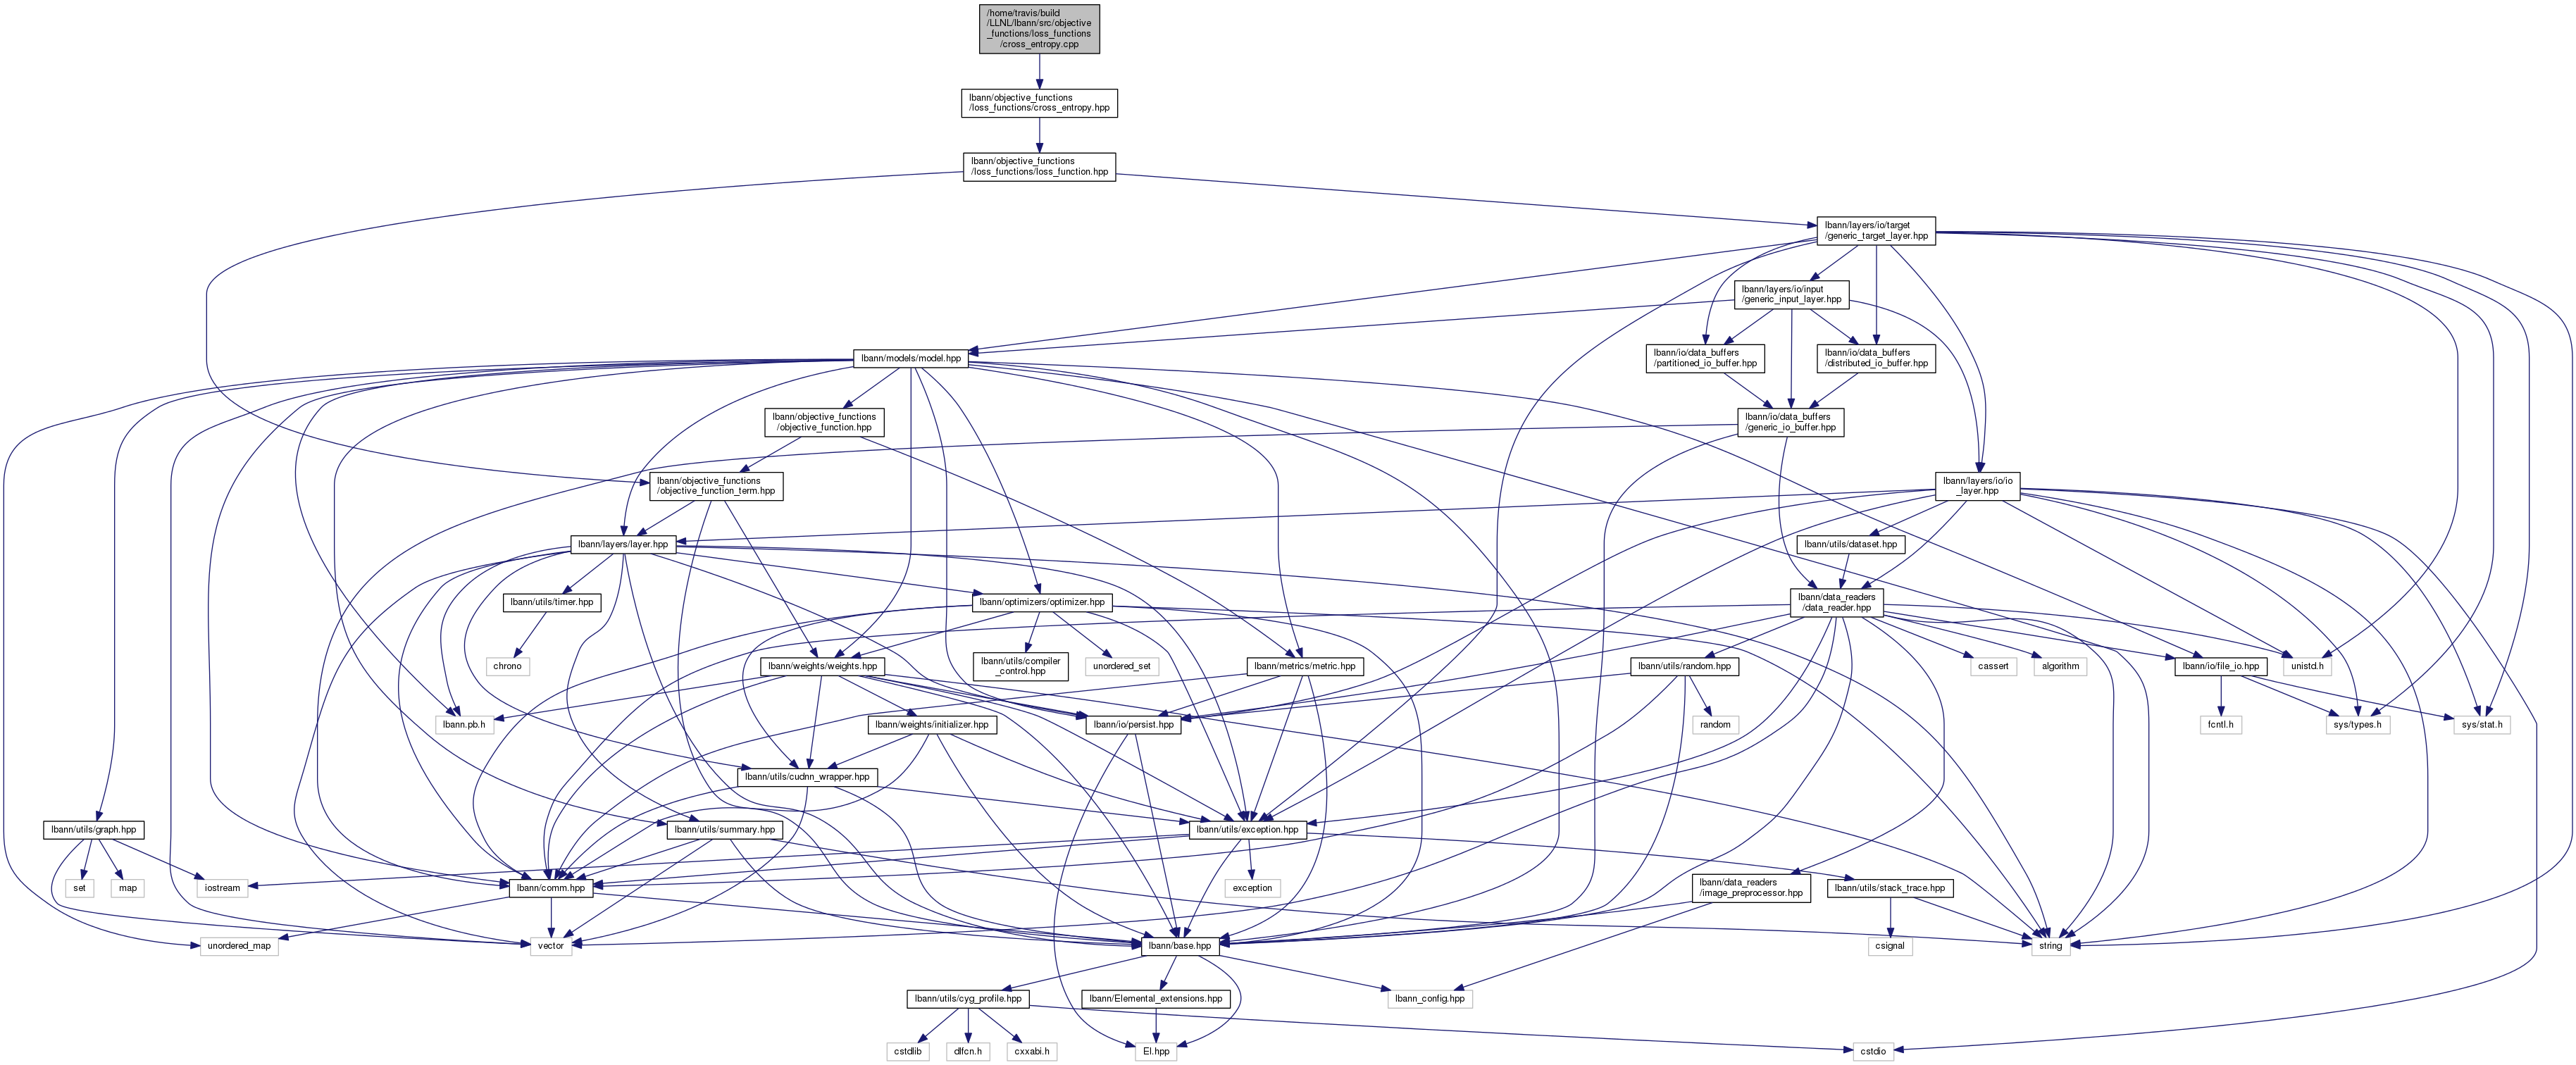 /home/travis/build
/LLNL/lbann/src/objective
_functions/loss_functions
/cross_entropy.cpp
lbann/objective_functions
/loss_functions/cross_entropy.hpp
lbann/objective_functions
/loss_functions/loss_function.hpp
lbann/layers/io/target
/generic_target_layer.hpp
lbann/layers/io/input
/generic_input_layer.hpp
lbann/models/model.hpp
lbann/io/data_buffers
/partitioned_io_buffer.hpp
lbann/io/data_buffers
/distributed_io_buffer.hpp
lbann/objective_functions
/objective_function.hpp
lbann/io/data_buffers
/generic_io_buffer.hpp
lbann/objective_functions
/objective_function_term.hpp
lbann/layers/io/io
_layer.hpp
lbann/layers/layer.hpp
lbann/utils/dataset.hpp
lbann/utils/timer.hpp
lbann/optimizers/optimizer.hpp
lbann/data_readers
/data_reader.hpp
chrono
lbann/weights/weights.hpp
lbann/utils/compiler
_control.hpp
unordered_set
lbann/metrics/metric.hpp
lbann/utils/random.hpp
cassert
algorithm
lbann/io/file_io.hpp
unistd.h
lbann.pb.h
lbann/weights/initializer.hpp
lbann/io/persist.hpp
random
fcntl.h
sys/types.h
sys/stat.h
lbann/utils/cudnn_wrapper.hpp
lbann/utils/graph.hpp
lbann/utils/summary.hpp
lbann/utils/exception.hpp
set
map
iostream
lbann/comm.hpp
exception
lbann/data_readers
/image_preprocessor.hpp
lbann/utils/stack_trace.hpp
unordered_map
vector
lbann/base.hpp
csignal
string
lbann/utils/cyg_profile.hpp
lbann/Elemental_extensions.hpp
lbann_config.hpp
cstdlib
dlfcn.h
cxxabi.h
El.hpp
cstdio